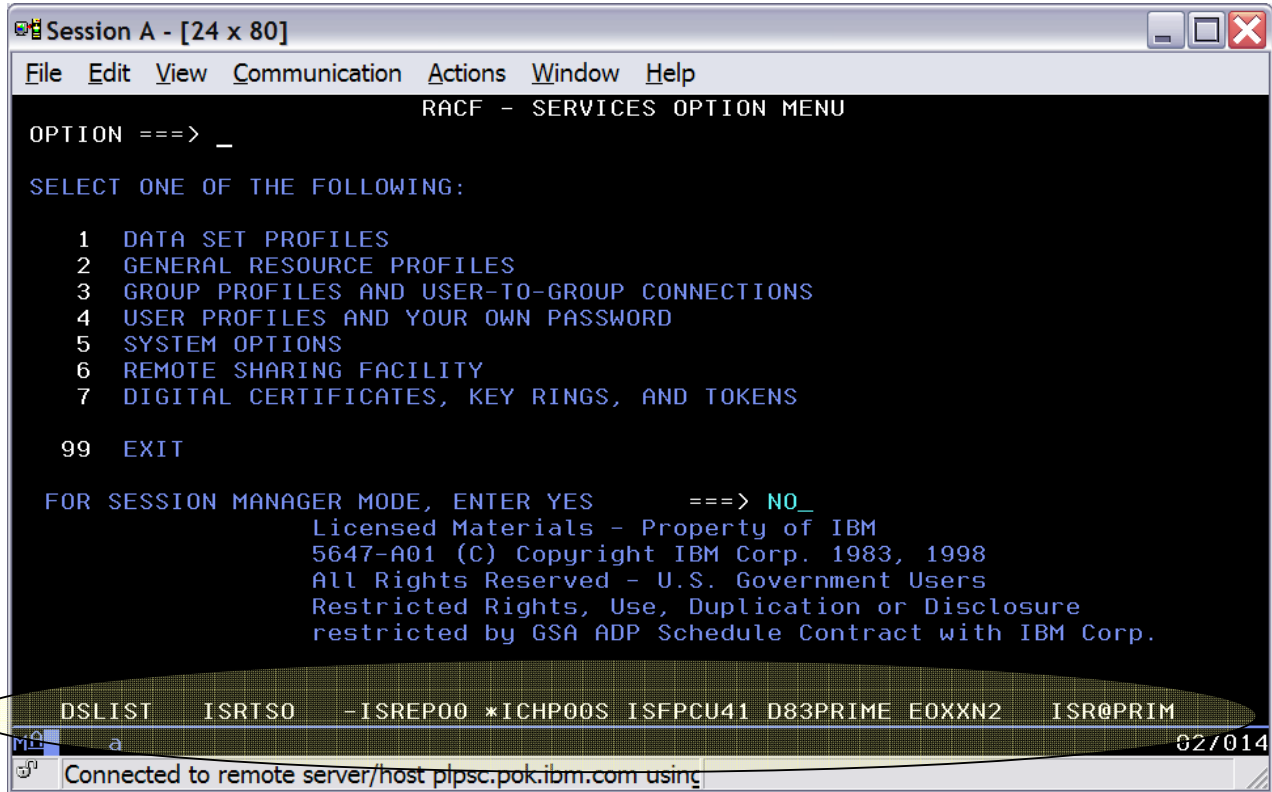 Session A - [24 x 80]
File Edit View Communication Actions Window Help
RACF - SERVICES OPTION MENU
OPTION ===> _
SELECT ONE OF THE FOLLOWING:
1 DATA SET PROFILES
2 GENERAL RESOURCE PROFILES
3 GROUP PROFILES AND USER-TO-GROUP CONNECTIONS
4 USER PROFILES AND YOUR OWN PASSWORD
5 SYSTEM OPTIONS
6 REMOTE SHARING FACILITY
7 DIGITAL CERTIFICATES, KEY RINGS, AND TOKENS
99 EXIT
FOR SESSION MANAGER MODE, ENTER YES ===> NO_
Licensed Materials - Property of IBM
5647-A01 (C) Copyright IBM Corp. 1983, 1998
All Rights Reserved - U.S. Government Users
Restricted Rights, Use, Duplication or Disclosure
restricted by GSA ADP Schedule Contract with IBM Corp.
DSLIST ISRTSO -ISREPO0 *ICHP00S ISFPCU41 D83PRIME EOXXN2 ISR@PRIM
a 02/014
Connected to remote server/host plpsc.pok.ibm.com using